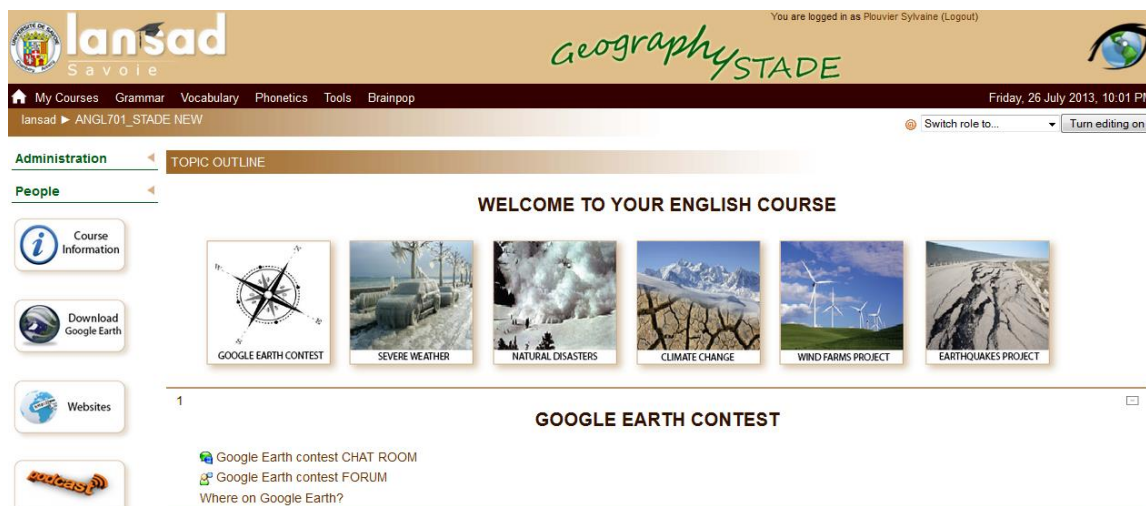 You are logged in as Plouvier Sylvaine (Logout)
lansad
Savoie
Geography STADE
My Courses Grammar Vocabulary Phonetics Tools Brainpop
Friday, 26 July 2013, 10:01 PM
lansad ► ANGL701_STADE NEW
Switch role to...
Turn editing on
Administration
People
Course
Information
Download
Google Earth
Websites
podcast
TOPIC OUTLINE
WELCOME TO YOUR ENGLISH COURSE
GOOGLE EARTH CONTEST
SEVERE WEATHER
NATURAL DISASTERS
CLIMATE CHANGE
WIND FARMS PROJECT
EARTHQUAKES PROJECT
1
GOOGLE EARTH CONTEST
Google Earth contest CHAT ROOM
Google Earth contest FORUM
Where on Google Earth?